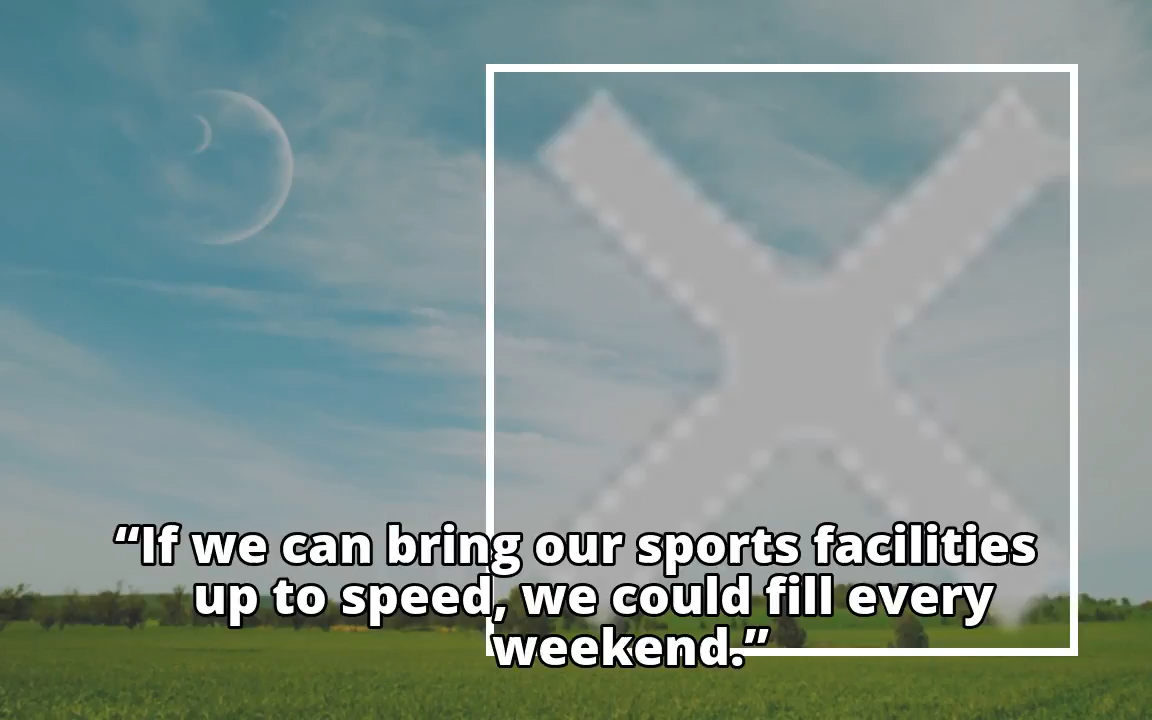 “If we can bring our sports facilities
up to speed, we could fill every
weekend.”